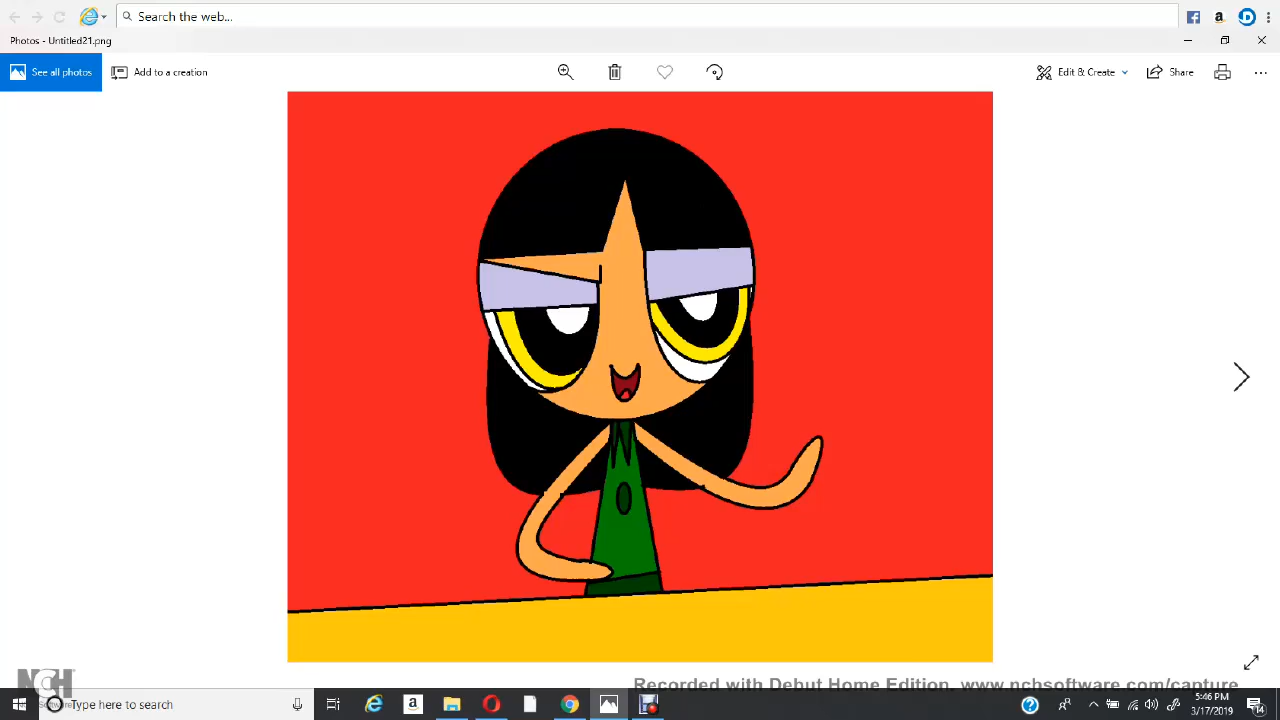 Search the web...
Photos - Untitled21.png
See all photos
Add to a creation
Edit & Create
Share
NCH
Recorded with Debut Home Edition. www.nchsoftware.com/capture
Type here to search
5:46 PM
3/17/2019